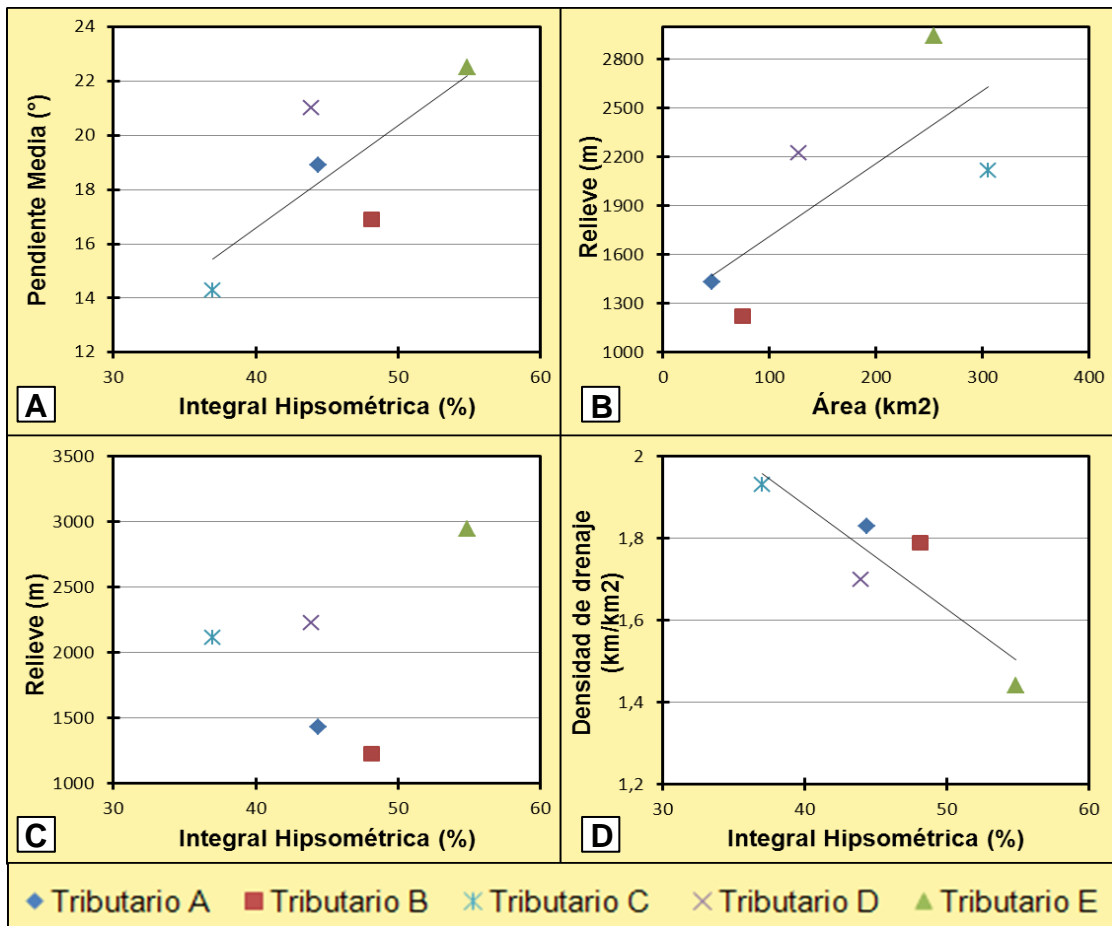 24
22
20
18
16
14
12
30 40 50 60
Pendiente Media (°)
Integral Hipsométrica (%)
A
2800
2500
2200
1900
1600
1300
1000
0 100 200 300 400
Relieve (m)
Área (km2)
B
3500
3000
2500
2000
1500
1000
30 40 50 60
Relieve (m)
Integral Hipsométrica (%)
C
2
1,8
1,6
1,4
1,2
30 40 50 60
Densidad de drenaje
(km/km2)
Integral Hipsométrica (%)
D
Tributario A Tributario B Tributario C Tributario D Tributario E